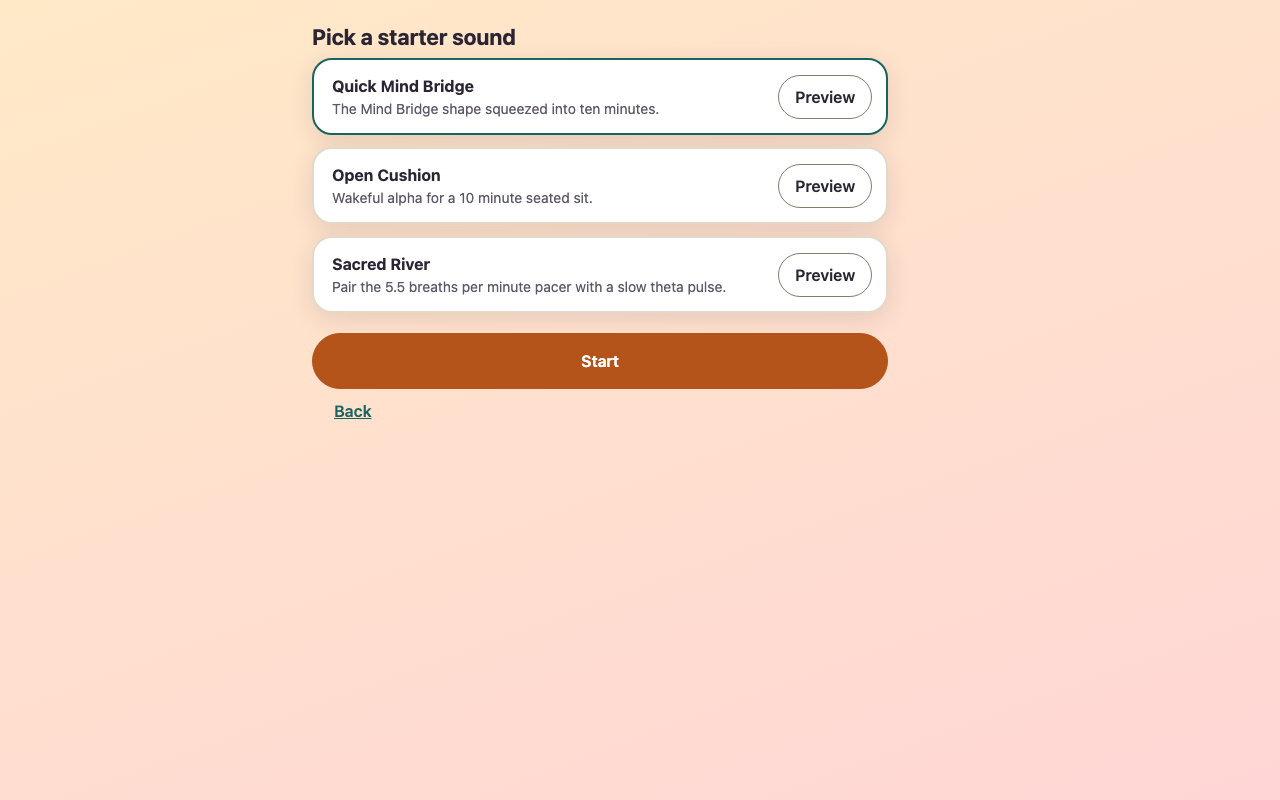 Pick a starter sound
Quick Mind Bridge
The Mind Bridge shape squeezed into ten minutes.
Preview
Open Cushion
Wakeful alpha for a 10 minute seated sit.
Preview
Sacred River
Pair the 5.5 breaths per minute pacer with a slow theta pulse.
Preview
Start
Back